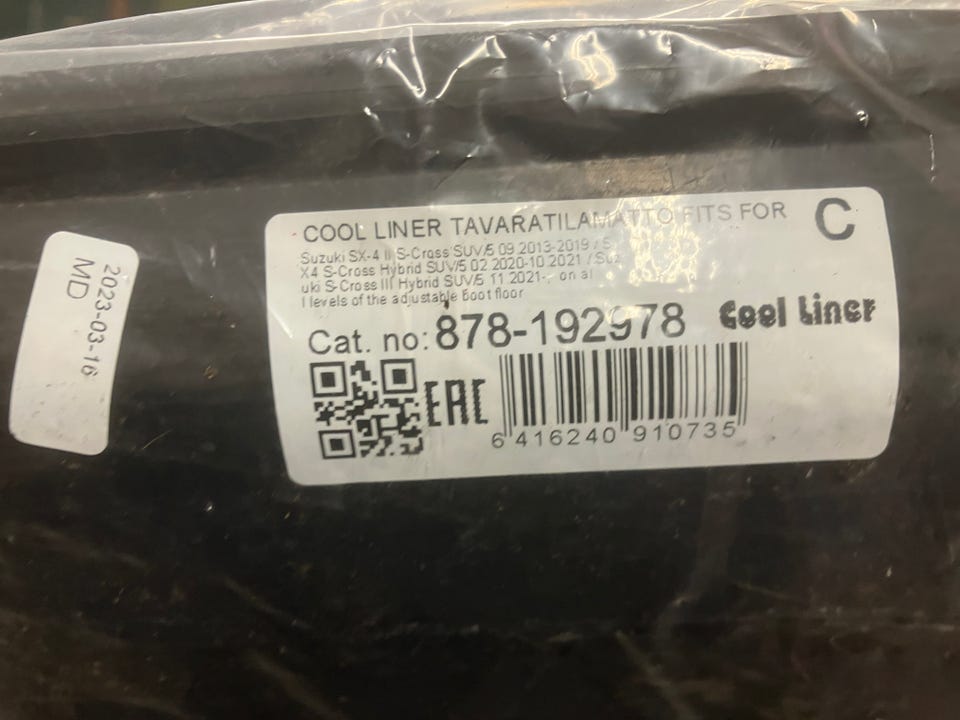 COOL LINER TAVARATILAMATTO FITS FOR
C
Suzuki SX-4 II S-Cross SUV/5 09.2013-2019 / S
X4 S-Cross Hybrid SUV/5 02.2020-10.2021 / Suz
uki S-Cross III Hybrid SUV/5 11.2021-, on al
l levels of the adjustable boot floor
Cat. no: 878-192978
Cool Liner
EAC
6 416240 910735
2023-03-16
MD